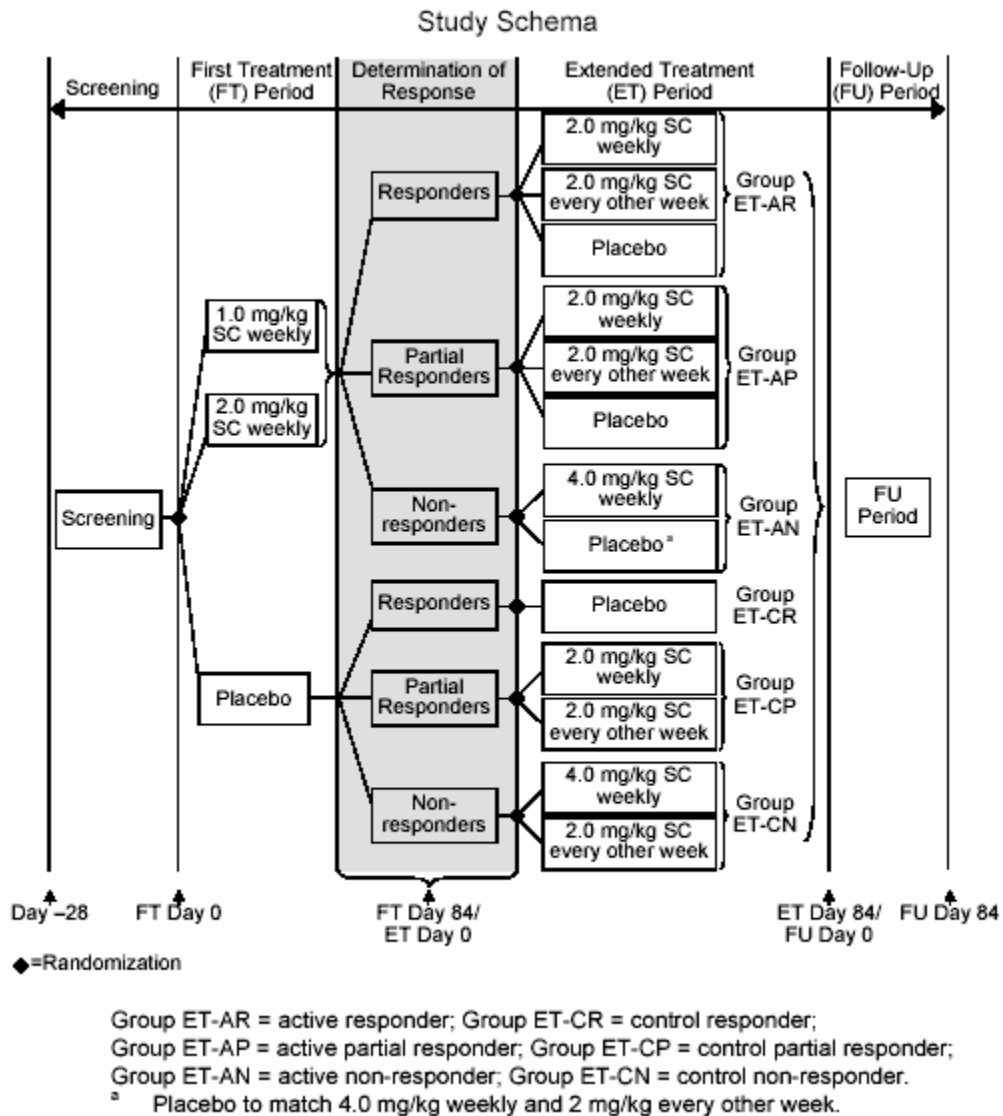 Study Schema
Screening
First Treatment
(FT) Period
Determination of
Response
Extended Treatment
(ET) Period
Follow-Up
(FU) Period
2.0 mg/kg SC
weekly
Responders
2.0 mg/kg SC
every other week
Group
ET-AR
Placebo
1.0 mg/kg
SC weekly
2.0 mg/kg
SC weekly
2.0 mg/kg SC
weekly
Partial
Responders
2.0 mg/kg SC
every other week
Group
ET-AP
Placebo
Screening
Non-
responders
4.0 mg/kg SC
weekly
Placebo a
Group
ET-AN
FU
Period
Responders
Placebo
Group
ET-CR
Placebo
Partial
Responders
2.0 mg/kg SC
weekly
2.0 mg/kg SC
every other week
Group
ET-CP
Non-
responders
4.0 mg/kg SC
weekly
2.0 mg/kg SC
every other week
Group
ET-CN
Day –28
FT Day 0
FT Day 84/
ET Day 0
ET Day 84/
FU Day 0
FU Day 84
◆=Randomization
Group ET-AR = active responder; Group ET-CR = control responder;
Group ET-AP = active partial responder; Group ET-CP = control partial responder;
Group ET-AN = active non-responder; Group ET-CN = control non-responder.
a Placebo to match 4.0 mg/kg weekly and 2 mg/kg every other week.